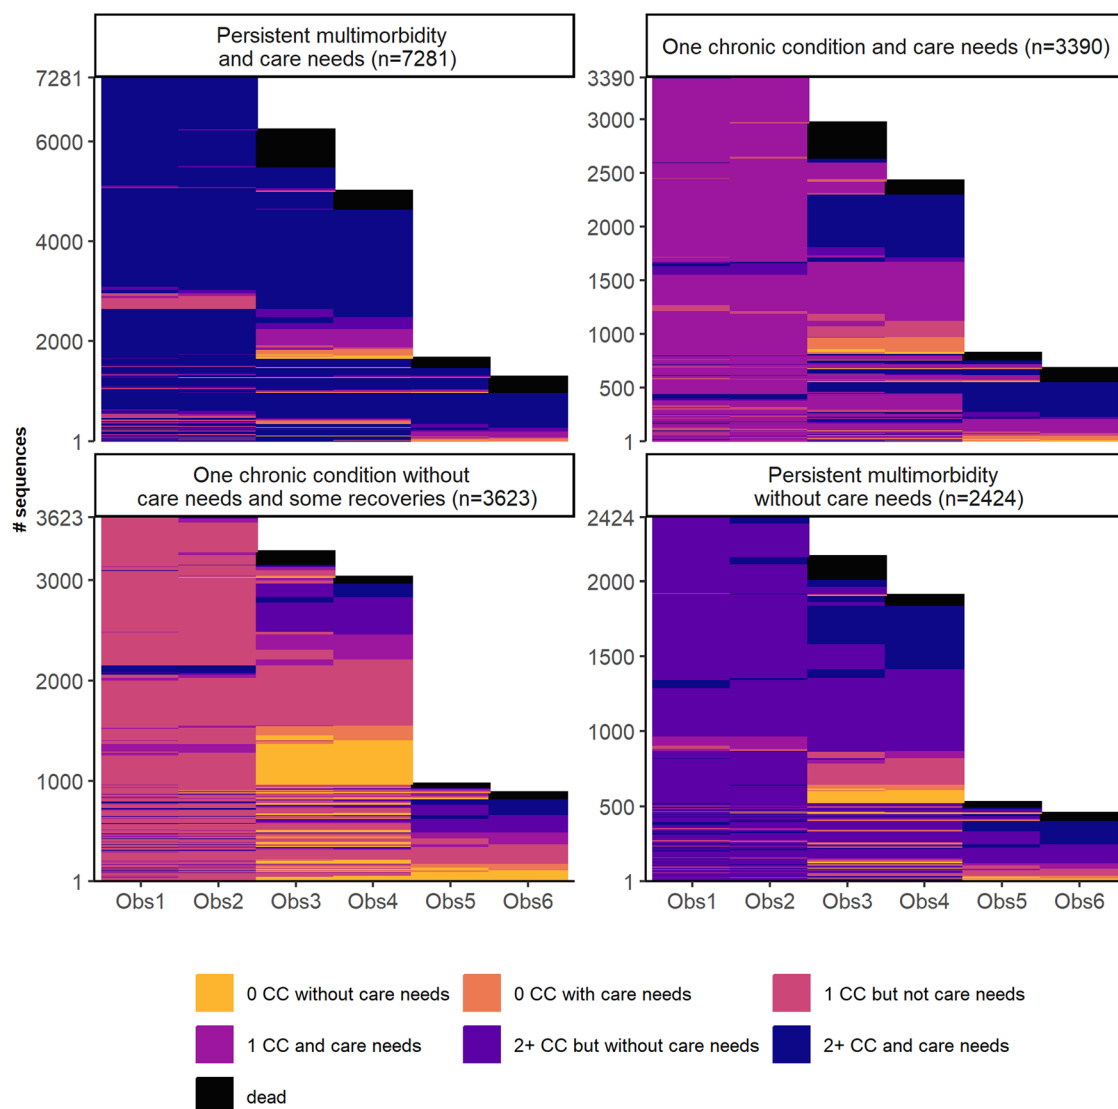 Persistent multimorbidity
and care needs (n=7281)
One chronic condition and care needs (n=3390)
7281
6000
4000
2000
1
3390
3000
2500
2000
1500
1000
500
1
One chronic condition without
care needs and some recoveries (n=3623)
Persistent multimorbidity
without care needs (n=2424)
# sequences
3623
3000
2000
1000
1
2424
2000
1500
1000
500
1
Obs1 Obs2 Obs3 Obs4 Obs5 Obs6
Obs1 Obs2 Obs3 Obs4 Obs5 Obs6
0 CC without care needs
0 CC with care needs
1 CC but not care needs
1 CC and care needs
2+ CC but without care needs
2+ CC and care needs
dead